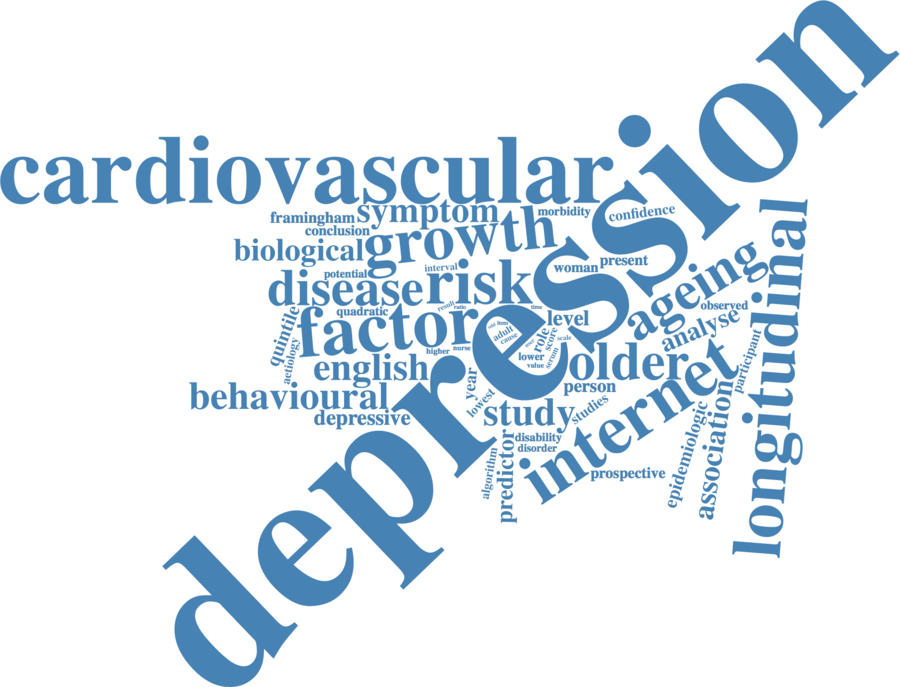 depression
cardiovascular
symptom
framingham
morbidity
confidence
conclusion
growth
biological
woman
present
interval
potential
disease
risk
ageing
longitudinal
observed
quadratic
result
ratio
time
factor
level
analyse
quintile
aetiology
item
adult
cause
role
score
scale
higher
nurse
lower
value
serum
older
participant
english
person
internet
behavioural
year
lowest
depressive
study
studies
disability
disorder
predictor
algorithm
prospective
epidemiologic
association